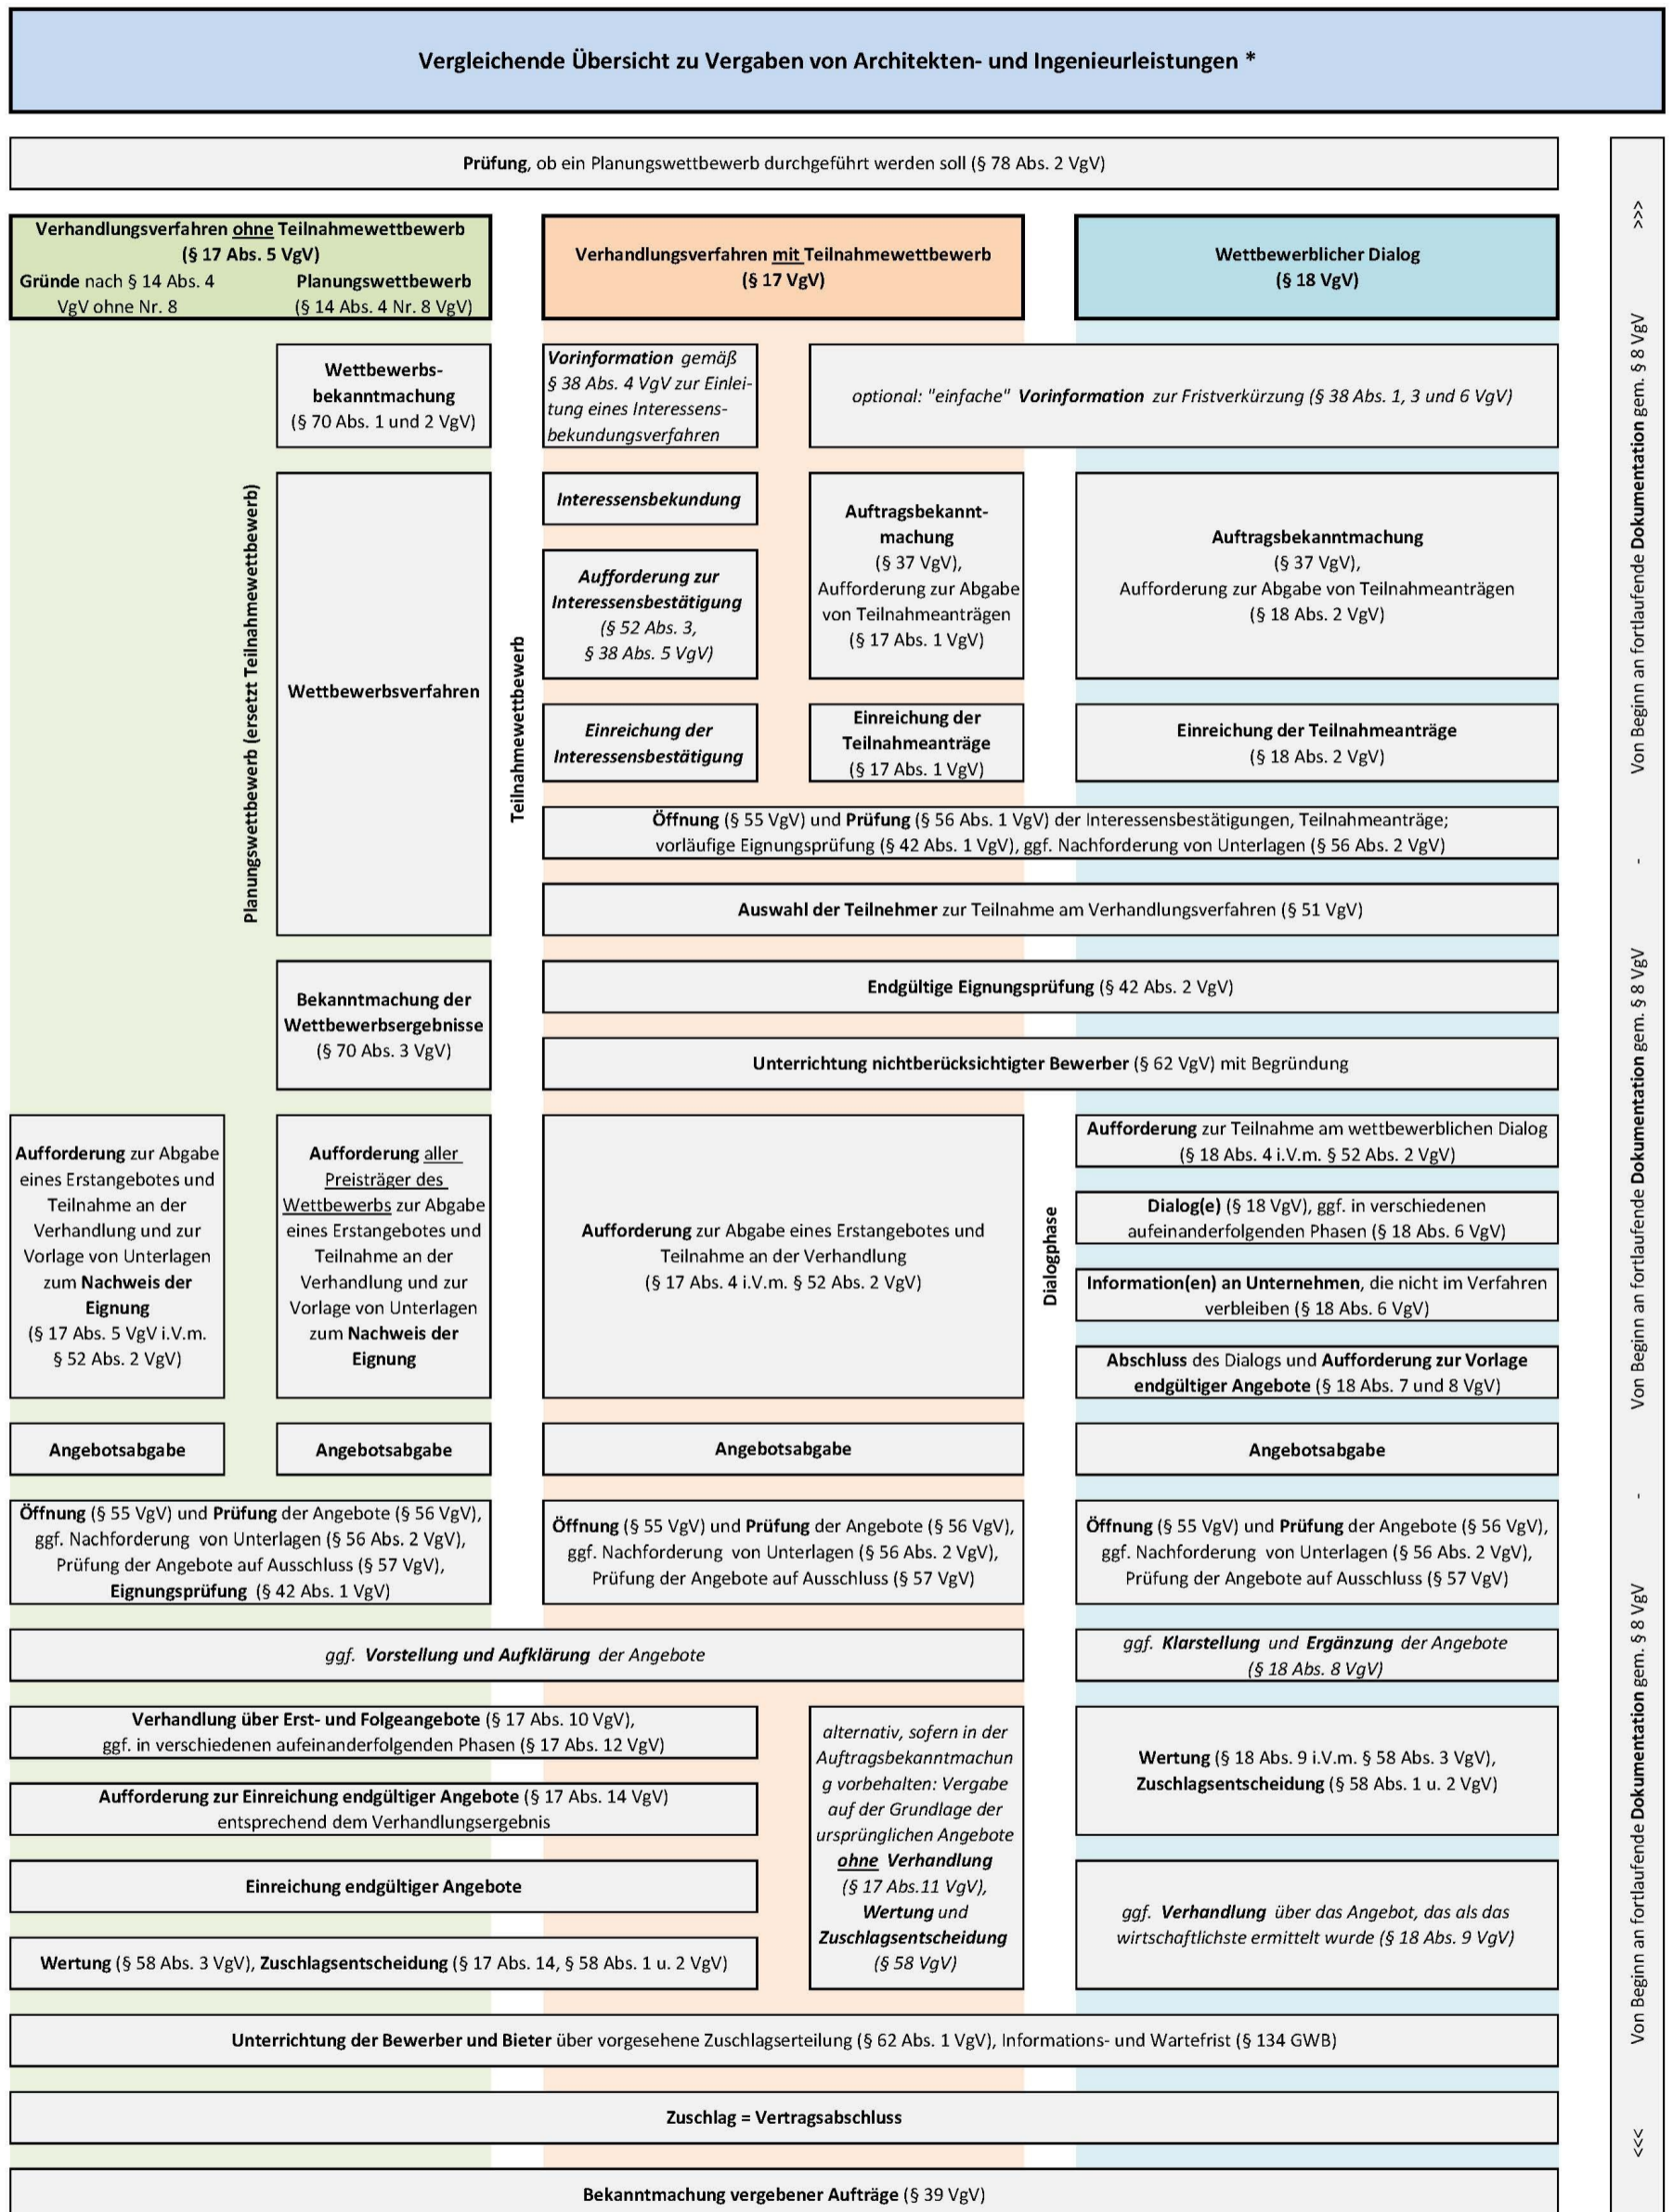 Vergleichende Übersicht zu Vergaben von Architekten- und Ingenieurleistungen *
Prüfung, ob ein Planungswettbewerb durchgeführt werden soll (§ 78 Abs. 2 VgV)
Verhandlungsverfahren ohne Teilnahmewettbewerb
(§ 17 Abs. 5 VgV)
Gründe nach § 14 Abs. 4
VgV ohne Nr. 8
Planungswettbewerb
(§ 14 Abs. 4 Nr. 8 VgV)
Verhandlungsverfahren mit Teilnahmewettbewerb
(§ 17 VgV)
Wettbewerblicher Dialog
(§ 18 VgV)
Wettbewerbs-
bekanntmachung
(§ 70 Abs. 1 und 2 VgV)
Vorinformation gemäß
§ 38 Abs. 4 VgV zur Einlei-
tung eines Interessens-
bekundungsverfahren
optional: "einfache" Vorinformation zur Fristverkürzung (§ 38 Abs. 1, 3 und 6 VgV)
Planungswettbewerb (ersetzt Teilnahmewettbewerb)
Wettbewerbsverfahren
Teilnahmewettbewerb
Interessensbekundung
Aufforderung zur
Interessensbestätigung
(§ 52 Abs. 3,
§ 38 Abs. 5 VgV)
Auftragsbekannt-
machung
(§ 37 VgV),
Aufforderung zur Abgabe
von Teilnahmeanträgen
(§ 17 Abs. 1 VgV)
Auftragsbekanntmachung
(§ 37 VgV),
Aufforderung zur Abgabe von Teilnahmeanträgen
(§ 18 Abs. 2 VgV)
Einreichung der
Interessensbestätigung
Einreichung der
Teilnahmeanträge
(§ 17 Abs. 1 VgV)
Einreichung der Teilnahmeanträge
(§ 18 Abs. 2 VgV)
Öffnung (§ 55 VgV) und Prüfung (§ 56 Abs. 1 VgV) der Interessensbestätigungen, Teilnahmeanträge;
vorläufige Eignungsprüfung (§ 42 Abs. 1 VgV), ggf. Nachforderung von Unterlagen (§ 56 Abs. 2 VgV)
Auswahl der Teilnehmer zur Teilnahme am Verhandlungsverfahren (§ 51 VgV)
Bekanntmachung der
Wettbewerbsergebnisse
(§ 70 Abs. 3 VgV)
Endgültige Eignungsprüfung (§ 42 Abs. 2 VgV)
Unterrichtung nichtberücksichtigter Bewerber (§ 62 VgV) mit Begründung
Aufforderung zur Abgabe
eines Erstangebotes und
Teilnahme an der
Verhandlung und zur
Vorlage von Unterlagen
zum Nachweis der
Eignung
(§ 17 Abs. 5 VgV i.V.m.
§ 52 Abs. 2 VgV)
Aufforderung aller
Preisträger des
Wettbewerbs zur Abgabe
eines Erstangebotes und
Teilnahme an der
Verhandlung und zur
Vorlage von Unterlagen
zum Nachweis der
Eignung
Aufforderung zur Abgabe eines Erstangebotes und
Teilnahme an der Verhandlung
(§ 17 Abs. 4 i.V.m. § 52 Abs. 2 VgV)
Dialogphase
Aufforderung zur Teilnahme am wettbewerblichen Dialog
(§ 18 Abs. 4 i.V.m. § 52 Abs. 2 VgV)
Dialog(e) (§ 18 VgV), ggf. in verschiedenen
aufeinanderfolgenden Phasen (§ 18 Abs. 6 VgV)
Information(en) an Unternehmen, die nicht im Verfahren
verbleiben (§ 18 Abs. 6 VgV)
Abschluss des Dialogs und Aufforderung zur Vorlage
endgültiger Angebote (§ 18 Abs. 7 und 8 VgV)
Angebotsabgabe
Angebotsabgabe
Angebotsabgabe
Angebotsabgabe
Öffnung (§ 55 VgV) und Prüfung der Angebote (§ 56 VgV),
ggf. Nachforderung von Unterlagen (§ 56 Abs. 2 VgV),
Prüfung der Angebote auf Ausschluss (§ 57 VgV),
Eignungsprüfung (§ 42 Abs. 1 VgV)
Öffnung (§ 55 VgV) und Prüfung der Angebote (§ 56 VgV),
ggf. Nachforderung von Unterlagen (§ 56 Abs. 2 VgV),
Prüfung der Angebote auf Ausschluss (§ 57 VgV)
Öffnung (§ 55 VgV) und Prüfung der Angebote (§ 56 VgV),
ggf. Nachforderung von Unterlagen (§ 56 Abs. 2 VgV),
Prüfung der Angebote auf Ausschluss (§ 57 VgV)
ggf. Vorstellung und Aufklärung der Angebote
ggf. Klarstellung und Ergänzung der Angebote
(§ 18 Abs. 8 VgV)
Verhandlung über Erst- und Folgeangebote (§ 17 Abs. 10 VgV),
ggf. in verschiedenen aufeinanderfolgenden Phasen (§ 17 Abs. 12 VgV)
Aufforderung zur Einreichung endgültiger Angebote (§ 17 Abs. 14 VgV)
entsprechend dem Verhandlungsergebnis
Einreichung endgültiger Angebote
Wertung (§ 58 Abs. 3 VgV), Zuschlagsentscheidung (§ 17 Abs. 14, § 58 Abs. 1 u. 2 VgV)
alternativ, sofern in der
Auftragsbekanntmachun
g vorbehalten: Vergabe
auf der Grundlage der
ursprünglichen Angebote
ohne Verhandlung
(§ 17 Abs.11 VgV),
Wertung und
Zuschlagsentscheidung
(§ 58 VgV)
Wertung (§ 18 Abs. 9 i.V.m. § 58 Abs. 3 VgV),
Zuschlagsentscheidung (§ 58 Abs. 1 u. 2 VgV)
ggf. Verhandlung über das Angebot, das als das
wirtschaftlichste ermittelt wurde (§ 18 Abs. 9 VgV)
Unterrichtung der Bewerber und Bieter über vorgesehene Zuschlagserteilung (§ 62 Abs. 1 VgV), Informations- und Wartefrist (§ 134 GWB)
Zuschlag = Vertragsabschluss
Bekanntmachung vergebener Aufträge (§ 39 VgV)
<<< Von Beginn an fortlaufende Dokumentation gem. § 8 VgV - Von Beginn an fortlaufende Dokumentation gem. § 8 VgV - Von Beginn an fortlaufende Dokumentation gem. § 8 VgV >>>